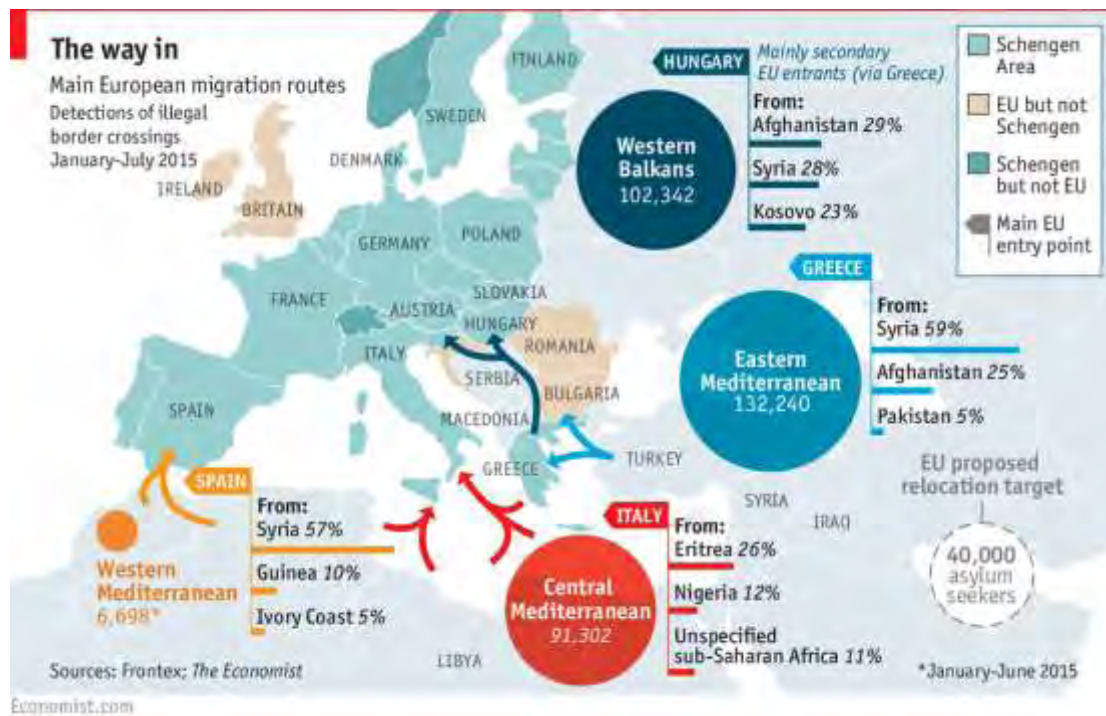 The way in
Main European migration routes
Detections of illegal
border crossings
January-July 2015
HUNGARY
Mainly secondary
EU entrants (via Greece)
From:
Afghanistan 29%
Syria 28%
Kosovo 23%
Western
Balkans
102,342
Schengen
Area
EU but not
Schengen
Schengen
but not EU
Main EU
entry point
GREECE
From:
Syria 59%
Afghanistan 25%
Pakistan 5%
Eastern
Mediterranean
132,240
FINLAND
SWEDEN
DENMARK
IRELAND
BRITAIN
GERMANY
POLAND
FRANCE
SLOVAKIA
AUSTRIA
HUNGARY
ITALY
ROMANIA
SERBIA
BULGARIA
SPAIN
MACEDONIA
GREECE
TURKEY
SYRIA
IRAQ
LIBYA
SPAIN
From:
Syria 57%
Guinea 10%
Ivory Coast 5%
Western
Mediterranean
6,698*
ITALY
From:
Eritrea 26%
Nigeria 12%
Unspecified
sub-Saharan Africa 11%
Central
Mediterranean
91,302
EU proposed
relocation target
40,000
asylum
seekers
Sources: Frontex; The Economist
*January-June 2015
Economist.com